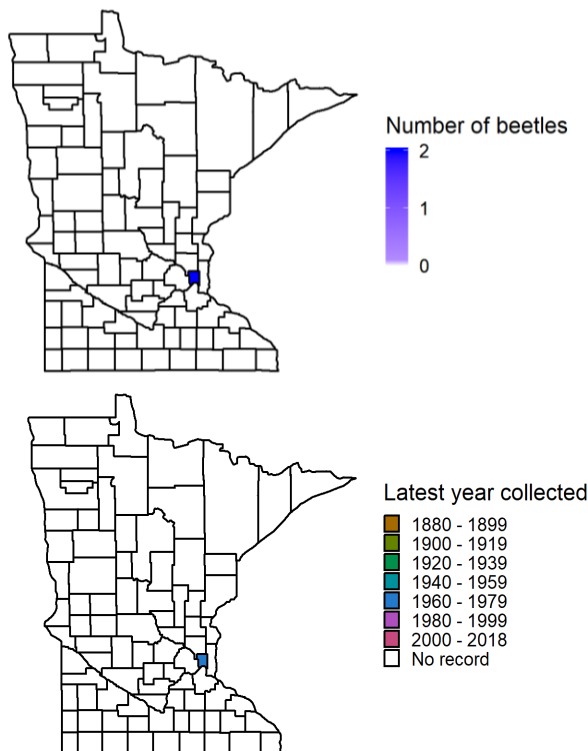 Number of beetles
2
1
0
Latest year collected
1880 - 1899
1900 - 1919
1920 - 1939
1940 - 1959
1960 - 1979
1980 - 1999
2000 - 2018
No record